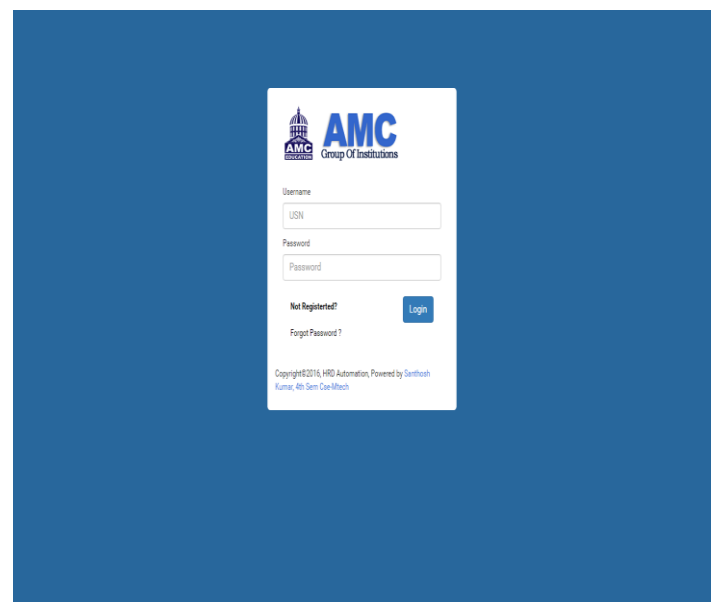 AMC
AMC
EDUCATION
Group Of Institutions
Username
USN
Password
Password
Not Registerted?
Login
Forgot Password ?
Copyright©2016, HRD Automation, Powered by Santhosh
Kumar, 4th Sem Cse-Mtech